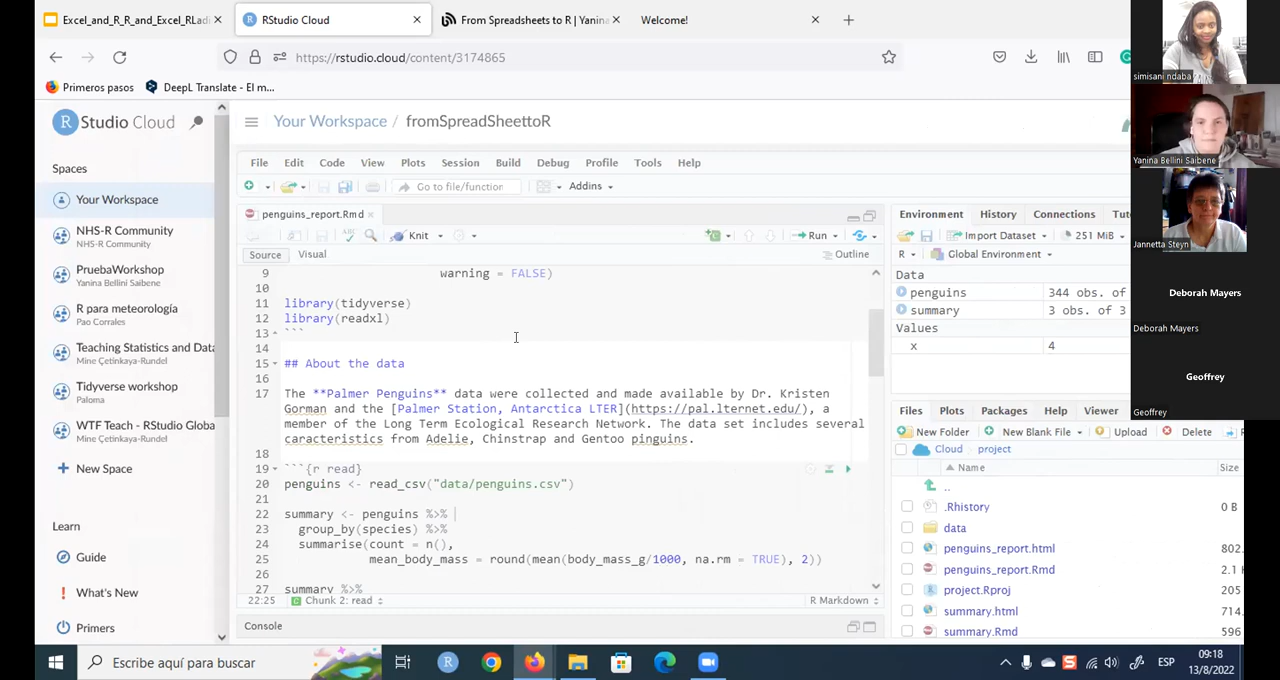 Excel_and_R_R_and_Excel_RLadi
RStudio Cloud
From Spreadsheets to R | Yanina
Welcome!
https://rstudio.cloud/content/3174865
Primeros pasos
DeepL Translate - El m...
R Studio Cloud
Your Workspace / fromSpreadSheettoR
Spaces
Your Workspace
NHS-R Community
NHS-R Community
PruebaWorkshop
Yanina Bellini Saibene
R para meteorología
Pao Corrales
Teaching Statistics and Data
Mine Çetinkaya-Rundel
Tidyverse workshop
Paloma
WTF Teach - RStudio Globa
Mine Çetinkaya-Rundel
New Space
Learn
Guide
What's New
Primers
File Edit Code View Plots Session Build Debug Profile Tools Help
Go to file/function
Addins
penguins_report.Rmd
Knit
Run
Source Visual
Outline
9 warning = FALSE)
10
11 library(tidyverse)
12 library(readxl)
13 ```
14
15 ## About the data
16
17 The **Palmer Penguins** data were collected and made available by Dr. Kristen
Gorman and the [Palmer Station, Antarctica LTER](https://pal.lternet.edu/), a
member of the Long Term Ecological Research Network. The data set includes several
caracteristics from Adelie, Chinstrap and Gentoo pinguins.
18
19 ```{r read}
20 penguins <- read_csv("data/penguins.csv")
21
22 summary <- penguins %>%
23 group_by(species) %>%
24 summarise(count = n(),
25 mean_body_mass = round(mean(body_mass_g/1000, na.rm = TRUE), 2))
26
27 summary %>%
22:25 Chunk 2: read
R Markdown
Console
Environment History Connections Tut
Import Dataset
251 MiB
R Global Environment
Data
penguins 344 obs. of
summary 3 obs. of 3
Values
x 4
Files Plots Packages Help Viewer
New Folder New Blank File Upload Delete
Cloud project
Name Size
..
.Rhistory 0 B
data
penguins_report.html 802.
penguins_report.Rmd 2.1 K
project.Rproj 205
summary.html 714.
summary.Rmd 596
simisani ndaba
Yanina Bellini Saibene
Jannetta Steyn
Deborah Mayers
Deborah Mayers
Geoffrey
Geoffrey
Escribe aquí para buscar
ESP
09:18
13/8/2022